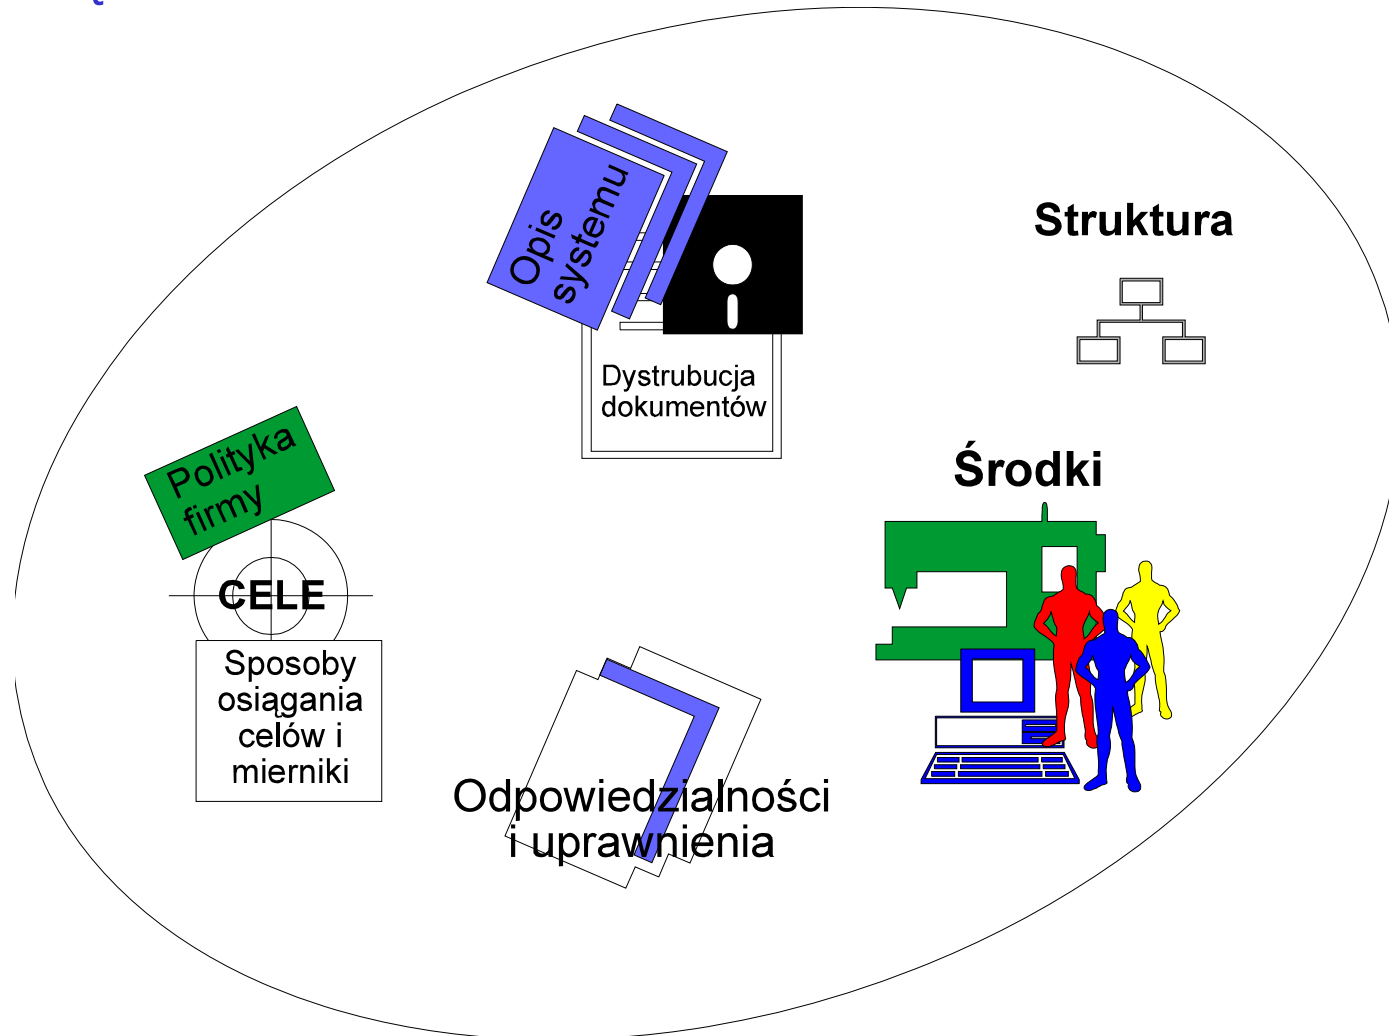 Opis
systemu
Struktura
Dystrubucja
dokumentów
Polityka
firmy
CELE
Sposoby
osiągania
celów i
mierniki
Środki
Odpowiedzialności
i uprawnienia